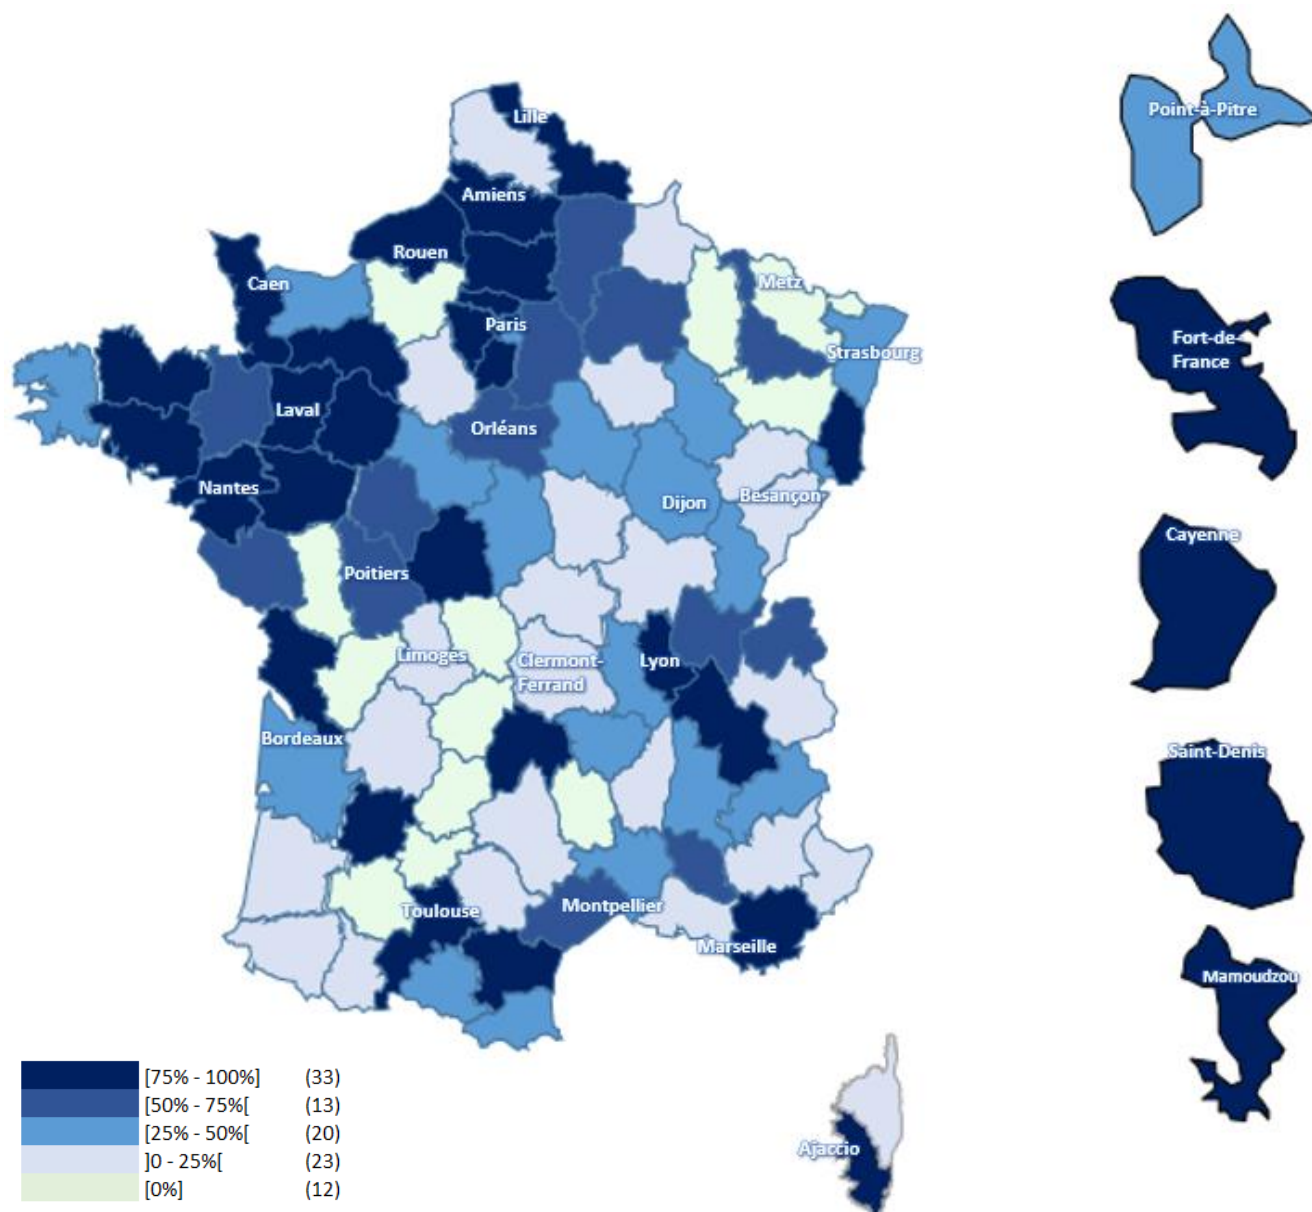 Lille
Point-à-Pitre
Amiens
Rouen
Caen
Metz
Paris
Fort-de-
France
Strasbourg
Laval
Orléans
Nantes
Dijon
Besançon
Cayenne
Poitiers
Limoges
Clermont-
Ferrand
Lyon
Bordeaux
Saint-Denis
Toulouse
Montpellier
Marseille
Mamoudzou
[75% - 100%] (33)
[50% - 75%[ (13)
[25% - 50%[ (20)
]0 - 25%[ (23)
[0%] (12)
Ajaccio